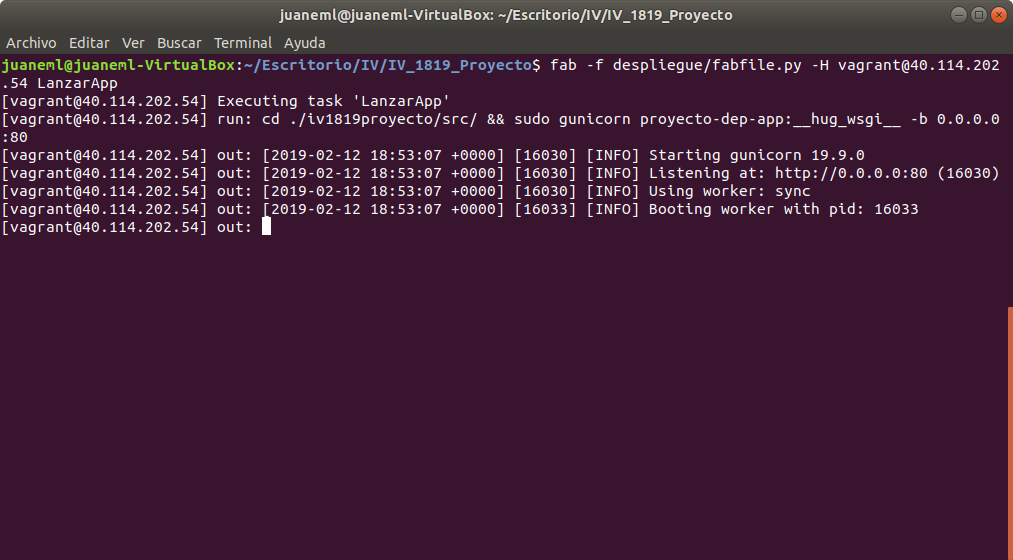 juaneml@juaneml-VirtualBox: ~/Escritorio/IV/IV_1819_Proyecto
Archivo Editar Ver Buscar Terminal Ayuda
juaneml@juaneml-VirtualBox:~/Escritorio/IV/IV_1819_Proyecto$ fab -f despliegue/fabfile.py -H vagrant@40.114.202
.54 LanzarApp
[vagrant@40.114.202.54] Executing task 'LanzarApp'
[vagrant@40.114.202.54] run: cd ./iv1819proyecto/src/ && sudo gunicorn proyecto-dep-app:__hug_wsgi__ -b 0.0.0.0
:80
[vagrant@40.114.202.54] out: [2019-02-12 18:53:07 +0000] [16030] [INFO] Starting gunicorn 19.9.0
[vagrant@40.114.202.54] out: [2019-02-12 18:53:07 +0000] [16030] [INFO] Listening at: http://0.0.0.0:80 (16030)
[vagrant@40.114.202.54] out: [2019-02-12 18:53:07 +0000] [16030] [INFO] Using worker: sync
[vagrant@40.114.202.54] out: [2019-02-12 18:53:07 +0000] [16033] [INFO] Booting worker with pid: 16033
[vagrant@40.114.202.54] out: